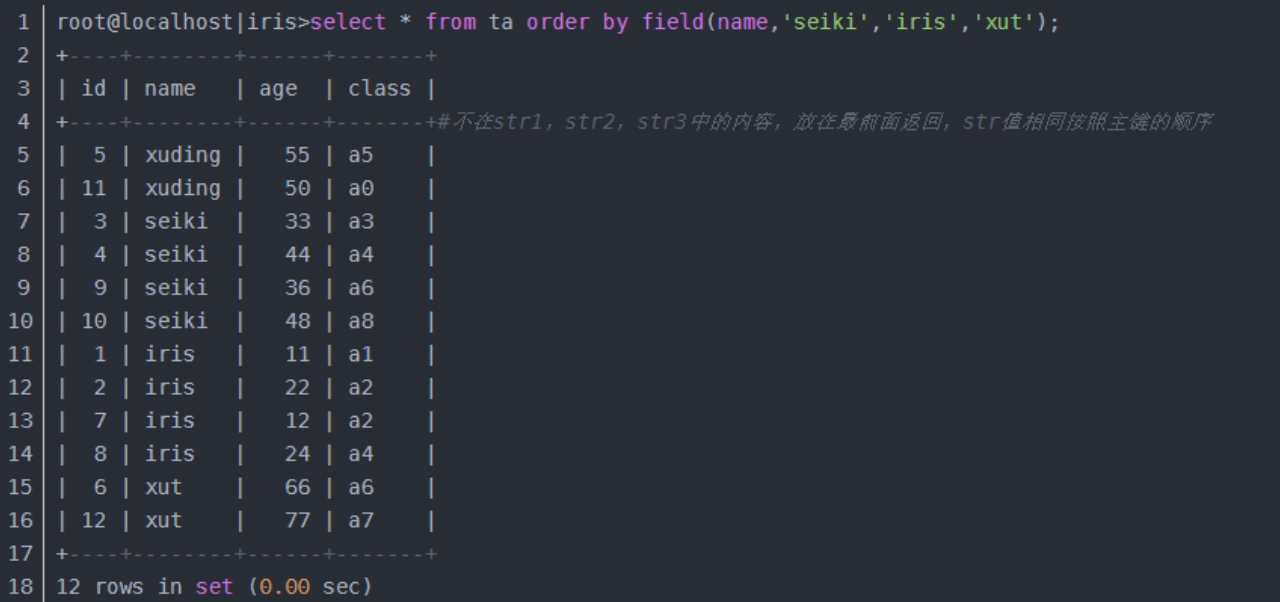 1 root@localhost|iris>select * from ta order by field(name,'seiki','iris','xut');
2 +----+--------+------+-------+
3 | id | name   | age  | class |
4 +----+--------+------+-------+#不在str1，str2，str3中的内容，放在最前面返回，str值相同按照主键的顺序
5 |  5 | xuding |   55 | a5    |
6 | 11 | xuding |   50 | a0    |
7 |  3 | seiki  |   33 | a3    |
8 |  4 | seiki  |   44 | a4    |
9 |  9 | seiki  |   36 | a6    |
10 | 10 | seiki  |   48 | a8    |
11 |  1 | iris   |   11 | a1    |
12 |  2 | iris   |   22 | a2    |
13 |  7 | iris   |   12 | a2    |
14 |  8 | iris   |   24 | a4    |
15 |  6 | xut    |   66 | a6    |
16 | 12 | xut    |   77 | a7    |
17 +----+--------+------+-------+
18 12 rows in set (0.00 sec)